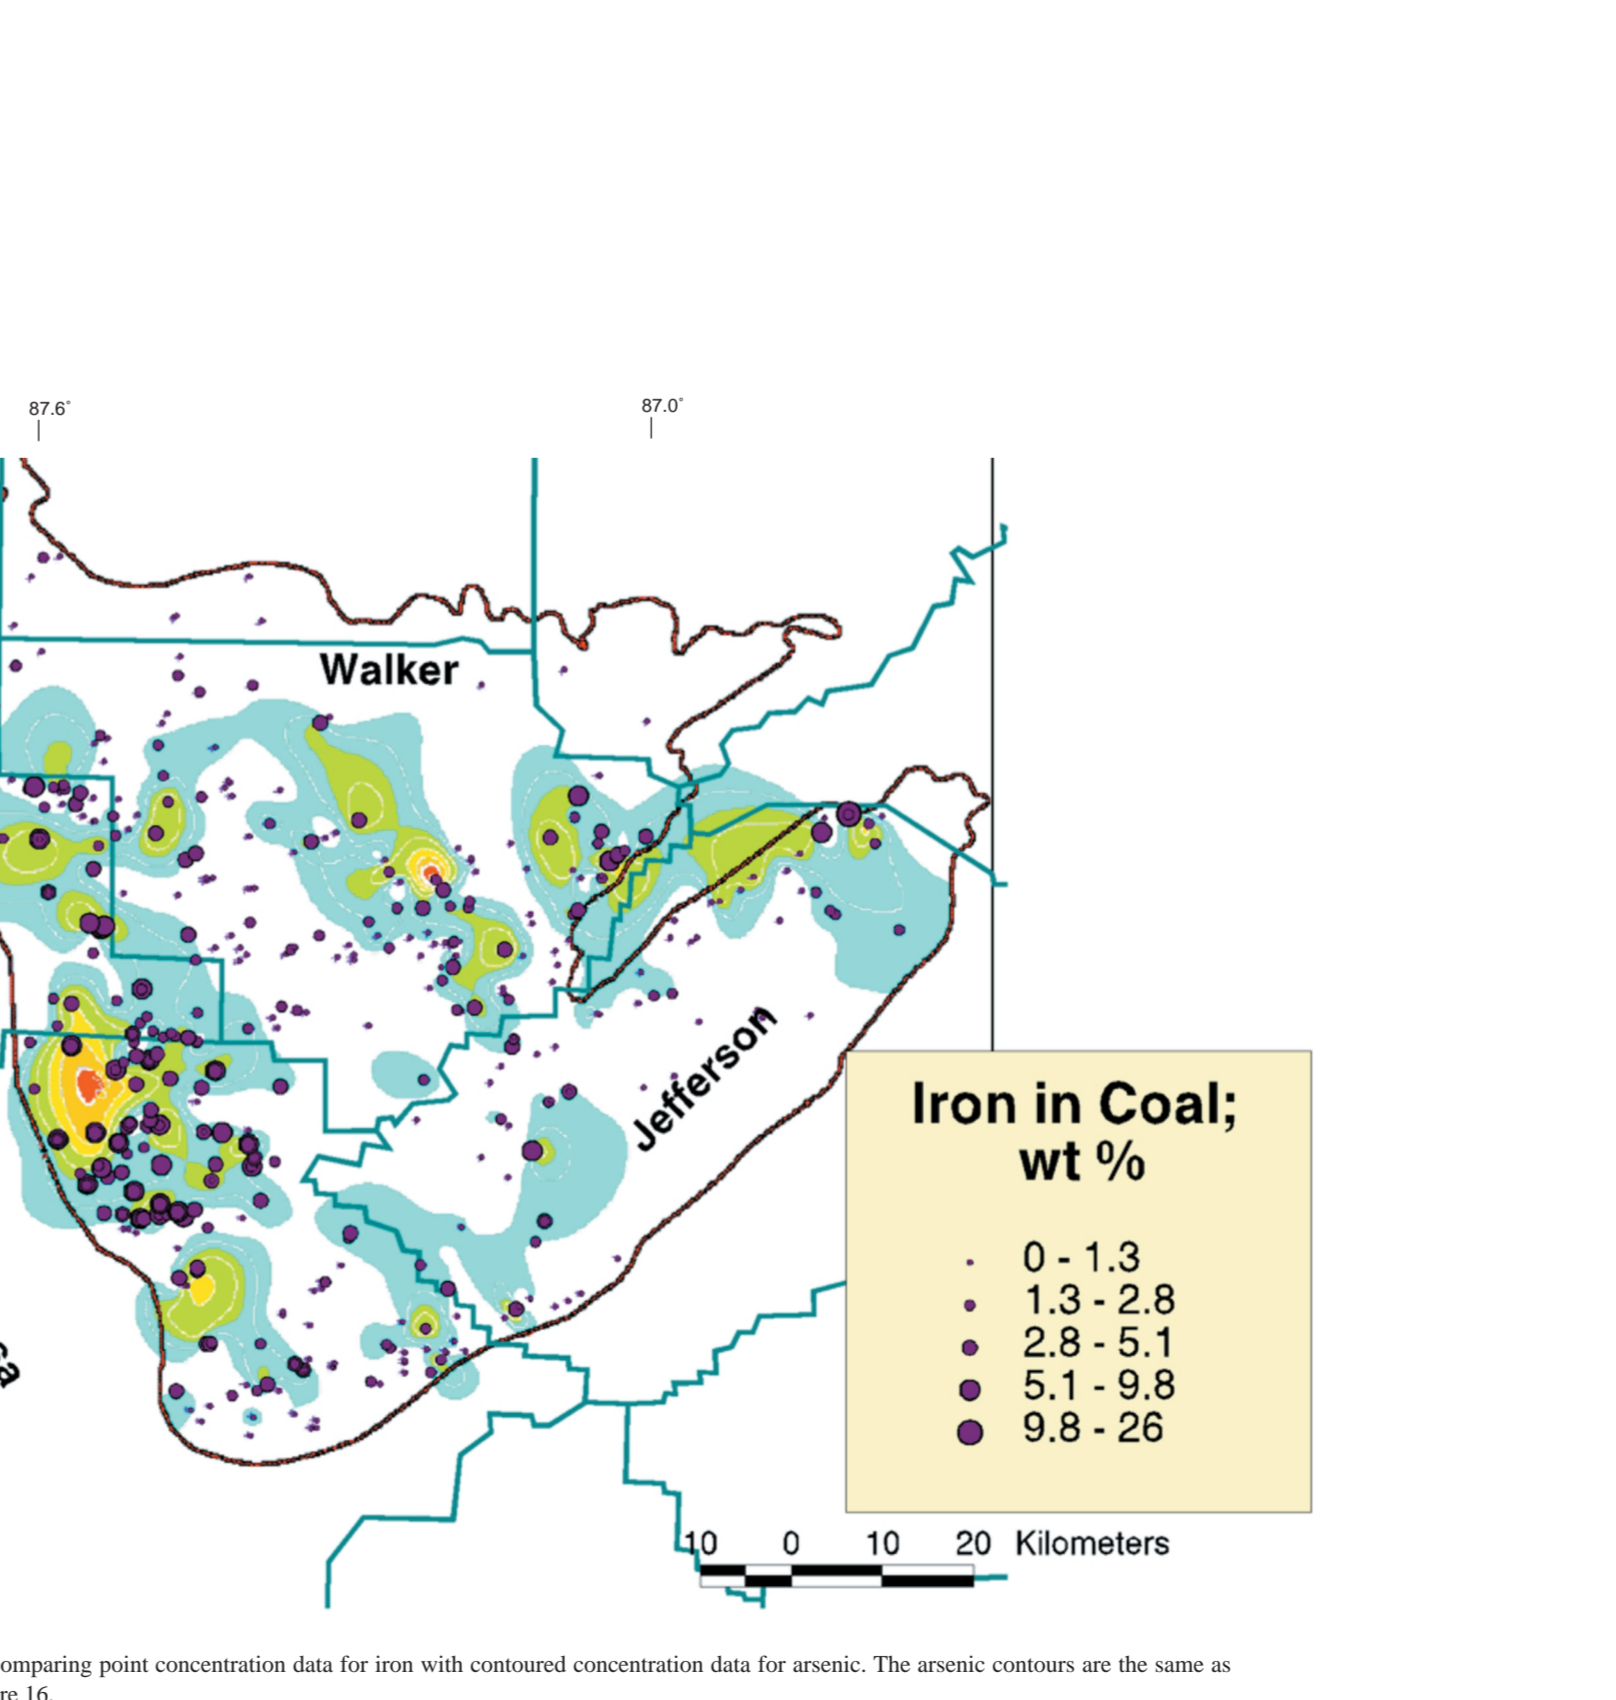 87.6°
87.0°
Walker
Jefferson
Iron in Coal;
wt %
0 - 1.3
1.3 - 2.8
2.8 - 5.1
5.1 - 9.8
9.8 - 26
10 0 10 20 Kilometers
omparing point concentration data for iron with contoured concentration data for arsenic. The arsenic contours are the same as
re 16.